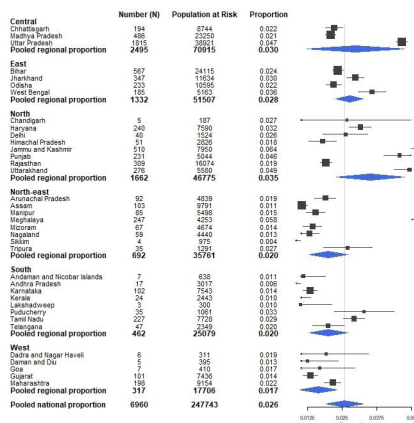 Number (N) Population at Risk Proportion
Central
Chhattisgarh 194 8744 0.022
Madhya Pradesh 486 23250 0.021
Uttar Pradesh 1815 38921 0.047
Pooled regional proportion 2495 70915 0.030
East
Bihar 567 24115 0.024
Jharkhand 347 11634 0.030
Odisha 233 10595 0.022
West Bengal 185 5163 0.036
Pooled regional proportion 1332 51507 0.028
North
Chandigarh 5 187 0.027
Haryana 240 7590 0.032
Delhi 40 1524 0.026
Himachal Pradesh 51 2826 0.018
Jammu and Kashmir 510 7950 0.064
Punjab 231 5044 0.046
Rajasthan 309 16074 0.019
Uttarakhand 276 5580 0.049
Pooled regional proportion 1662 46775 0.035
North-east
Arunachal Pradesh 92 4839 0.019
Assam 103 9791 0.011
Manipur 85 5498 0.015
Meghalaya 247 4253 0.058
Mizoram 67 4674 0.014
Nagaland 59 4440 0.013
Sikkim 4 975 0.004
Tripura 35 1291 0.027
Pooled regional proportion 692 35761 0.020
South
Andaman and Nicobar Islands 7 638 0.011
Andhra Pradesh 17 3017 0.006
Karnataka 102 7543 0.014
Kerala 24 2443 0.010
Lakshadweep 3 300 0.010
Puducherry 35 1061 0.033
Tamil Nadu 227 7728 0.029
Telangana 47 2349 0.020
Pooled regional proportion 462 25079 0.020
West
Dadra and Nagar Haveli 6 311 0.019
Daman and Diu 5 395 0.013
Goa 7 410 0.017
Gujarat 101 7436 0.014
Maharashtra 198 9154 0.022
Pooled regional proportion 317 17706 0.017
Pooled national proportion 6960 247743 0.026
0.0125 0.025 0.0375 0.05